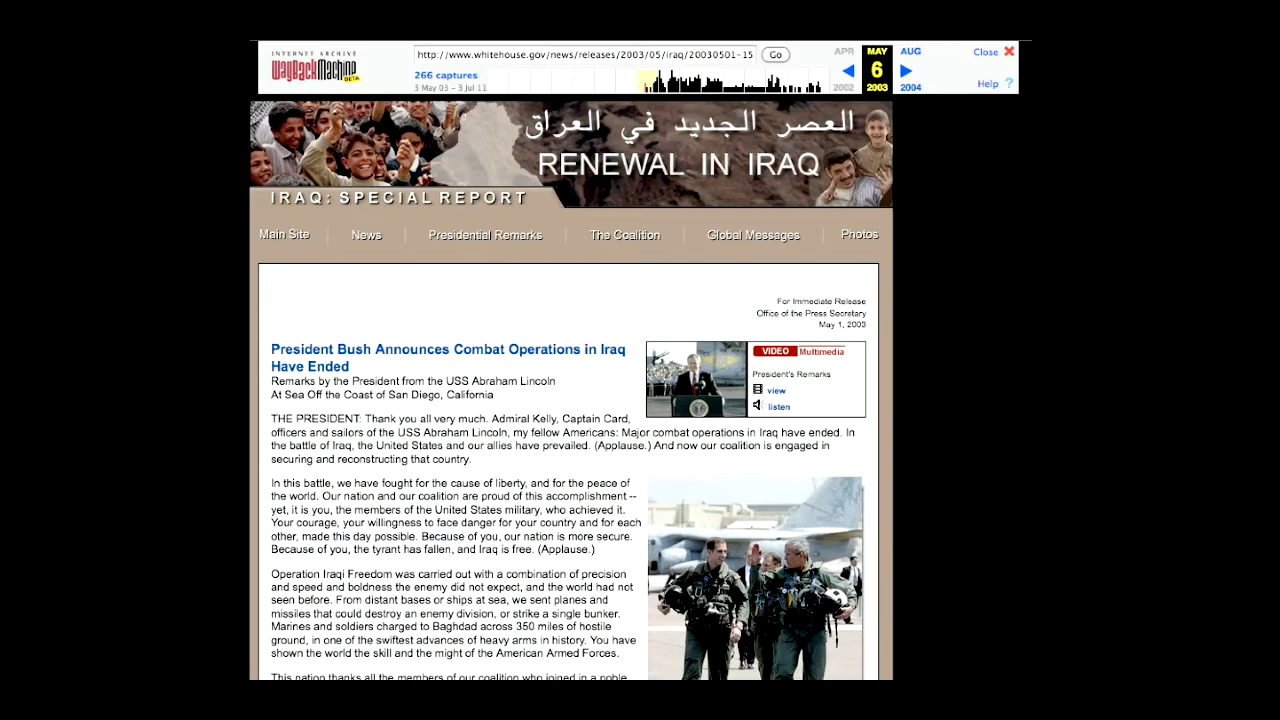 INTERNET ARCHIVE
WayBackMachine
BETA
http://www.whitehouse.gov/news/releases/2003/05/iraq/20030501-15
Go
266 captures
3 May 03 - 3 Jul 11
APR
MAY
AUG
6
2002
2003
2004
Close
Help ?
العصر الجديد في العراق
RENEWAL IN IRAQ
IRAQ: SPECIAL REPORT
Main Site
News
Presidential Remarks
The Coalition
Global Messages
Photos
For Immediate Release
Office of the Press Secretary
May 1, 2003
President Bush Announces Combat Operations in Iraq
Have Ended
Remarks by the President from the USS Abraham Lincoln
At Sea Off the Coast of San Diego, California
VIDEO Multimedia
President's Remarks
view
listen
THE PRESIDENT: Thank you all very much. Admiral Kelly, Captain Card,
officers and sailors of the USS Abraham Lincoln, my fellow Americans: Major combat operations in Iraq have ended. In
the battle of Iraq, the United States and our allies have prevailed. (Applause.) And now our coalition is engaged in
securing and reconstructing that country.
In this battle, we have fought for the cause of liberty, and for the peace of
the world. Our nation and our coalition are proud of this accomplishment --
yet, it is you, the members of the United States military, who achieved it.
Your courage, your willingness to face danger for your country and for each
other, made this day possible. Because of you, our nation is more secure.
Because of you, the tyrant has fallen, and Iraq is free. (Applause.)
Operation Iraqi Freedom was carried out with a combination of precision
and speed and boldness the enemy did not expect, and the world had not
seen before. From distant bases or ships at sea, we sent planes and
missiles that could destroy an enemy division, or strike a single bunker.
Marines and soldiers charged to Baghdad across 350 miles of hostile
ground, in one of the swiftest advances of heavy arms in history. You have
shown the world the skill and the might of the American Armed Forces.
This nation thanks all the members of our coalition who joined in a noble